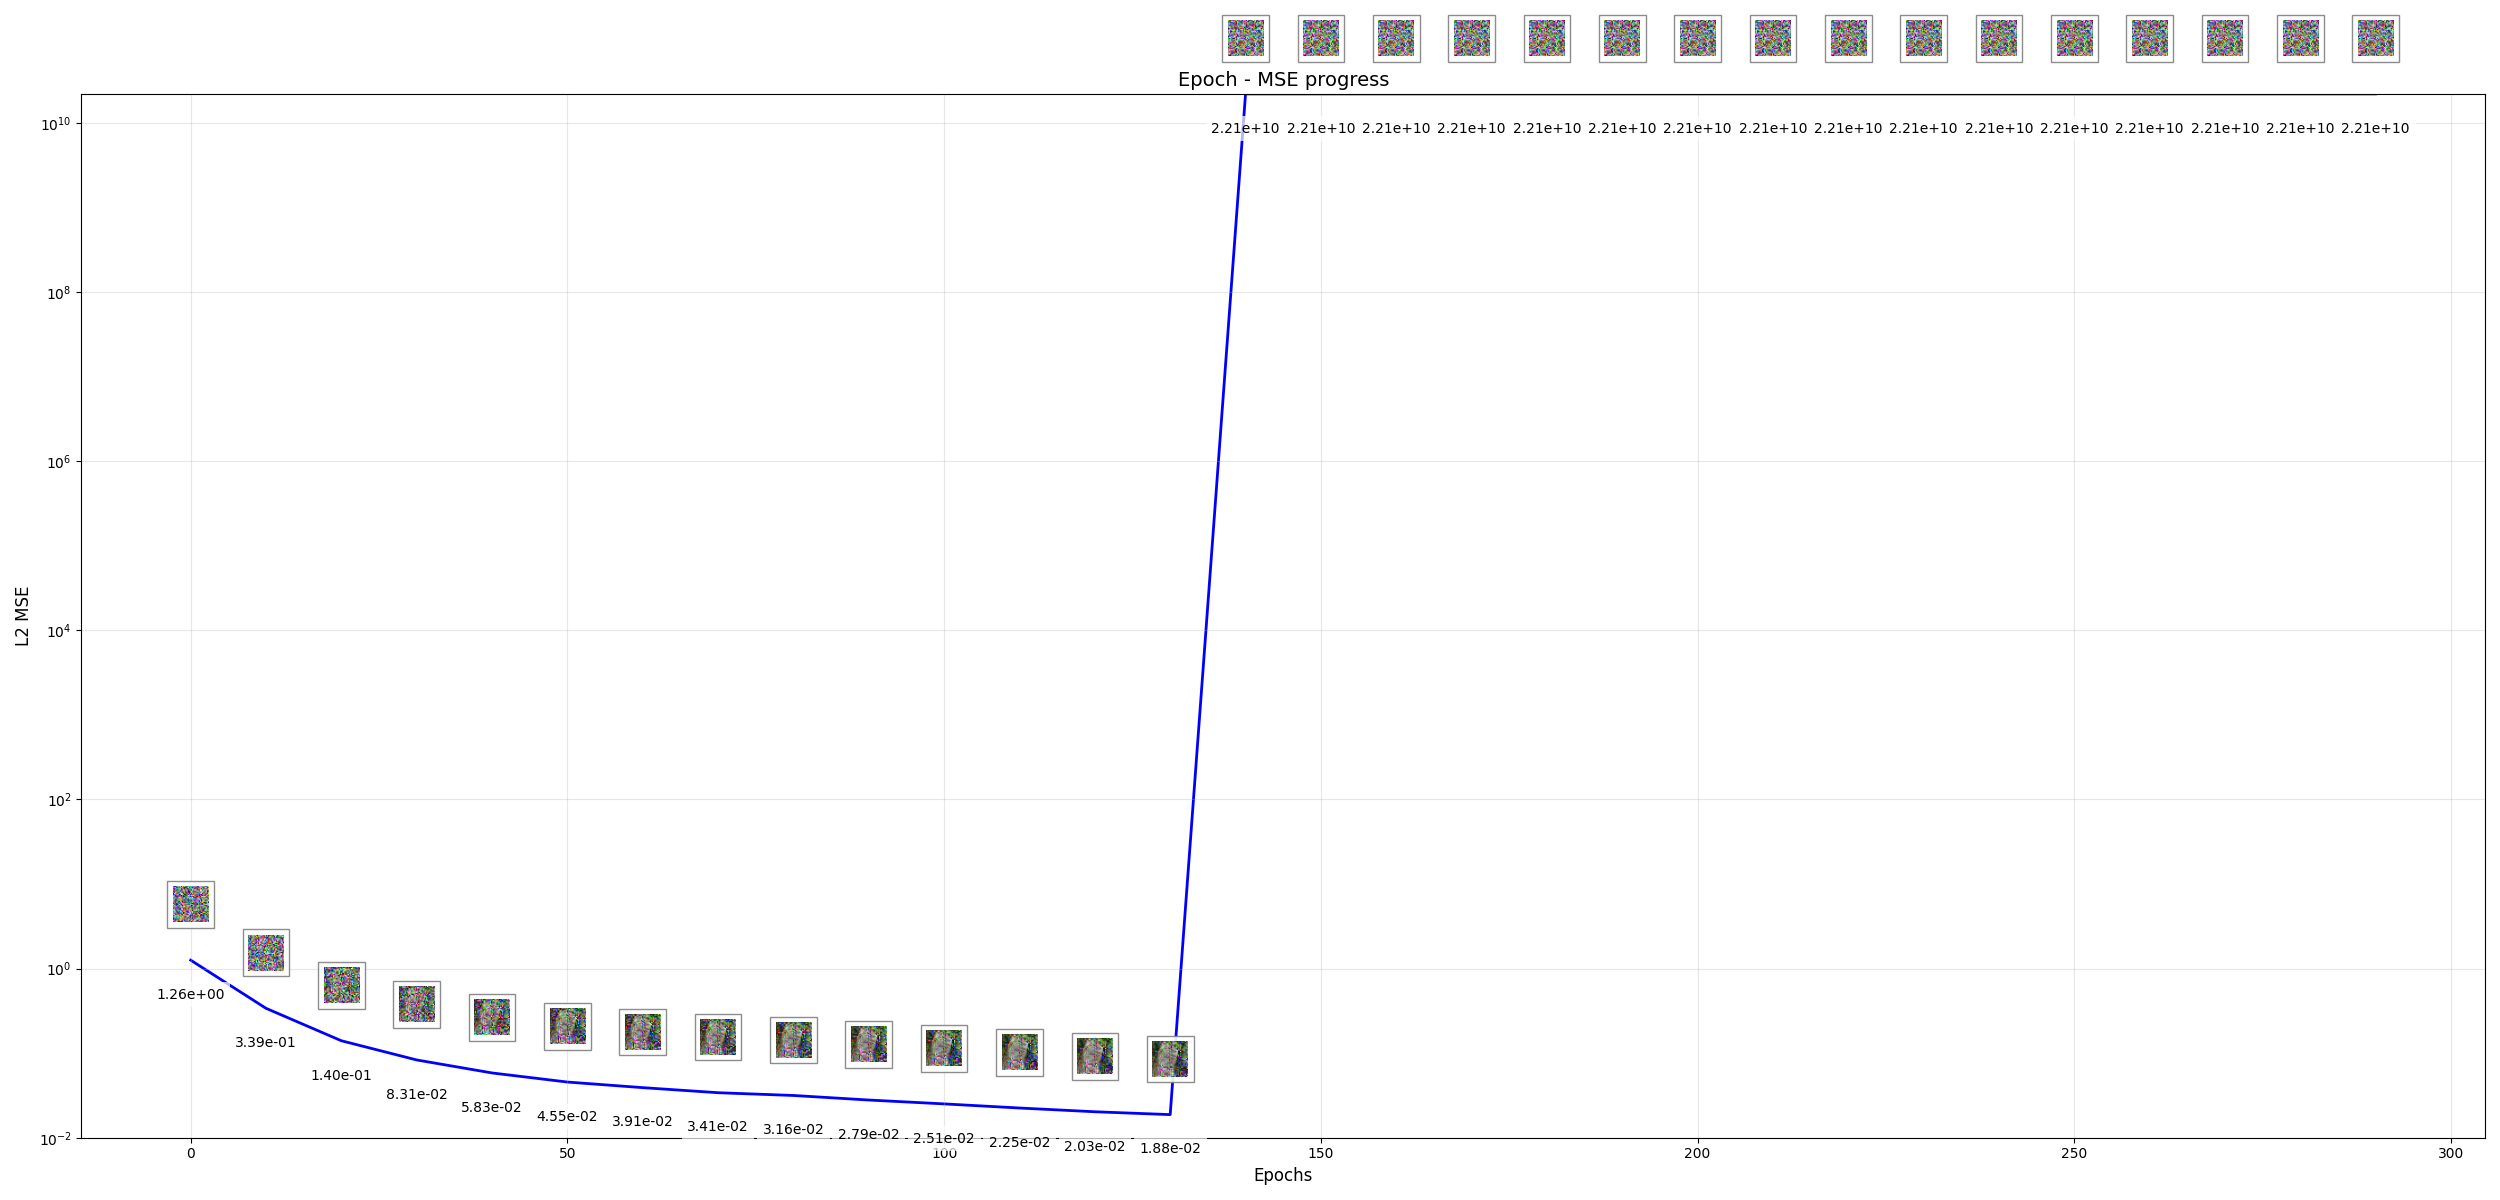 Epoch - MSE progress
10¹⁰
10⁸
10⁶
10⁴
10²
10⁰
10⁻²
L2 MSE
2.21e+10 2.21e+10 2.21e+10 2.21e+10 2.21e+10 2.21e+10 2.21e+10 2.21e+10 2.21e+10 2.21e+10 2.21e+10 2.21e+10 2.21e+10 2.21e+10 2.21e+10 2.21e+10
1.26e+00
3.39e-01
1.40e-01
8.31e-02
5.83e-02
4.55e-02
3.91e-02
3.41e-02
3.16e-02
2.79e-02
2.51e-02
2.25e-02
2.03e-02
1.88e-02
0 50 100 150 200 250 300
Epochs